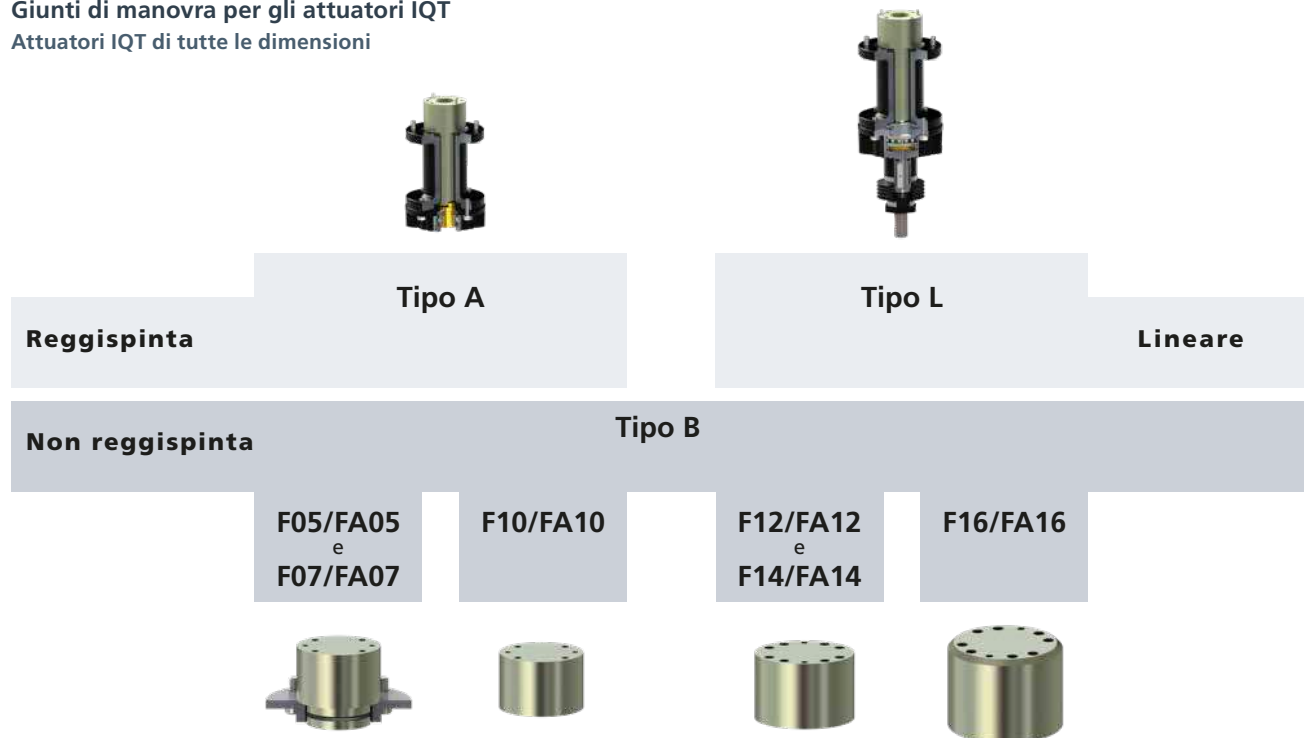 Giunti di manovra per gli attuatori IQT
Attuatori IQT di tutte le dimensioni
Tipo A
Tipo L
Reggispinta
Lineare
Tipo B
Non reggispinta
F05/FA05
e
F07/FA07
F10/FA10
F12/FA12
e
F14/FA14
F16/FA16